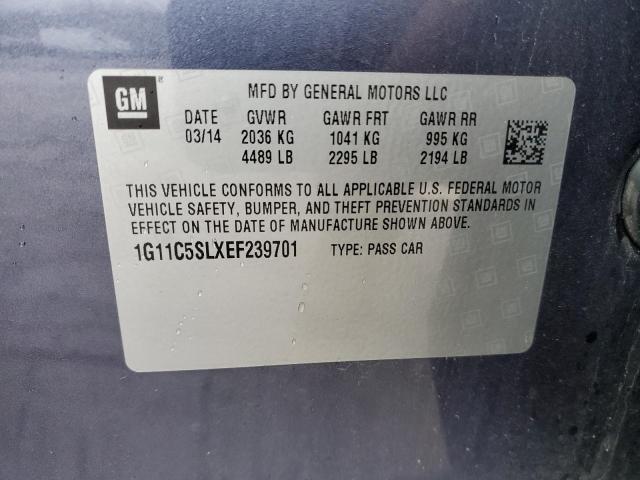 GM
MFD BY GENERAL MOTORS LLC
DATE GVWR GAWR FRT GAWR RR
03/14 2036 KG 1041 KG 995 KG
4489 LB 2295 LB 2194 LB
THIS VEHICLE CONFORMS TO ALL APPLICABLE U.S. FEDERAL MOTOR
VEHICLE SAFETY, BUMPER, AND THEFT PREVENTION STANDARDS IN
EFFECT ON THE DATE OF MANUFACTURE SHOWN ABOVE.
1G11C5SLXEF239701 TYPE: PASS CAR